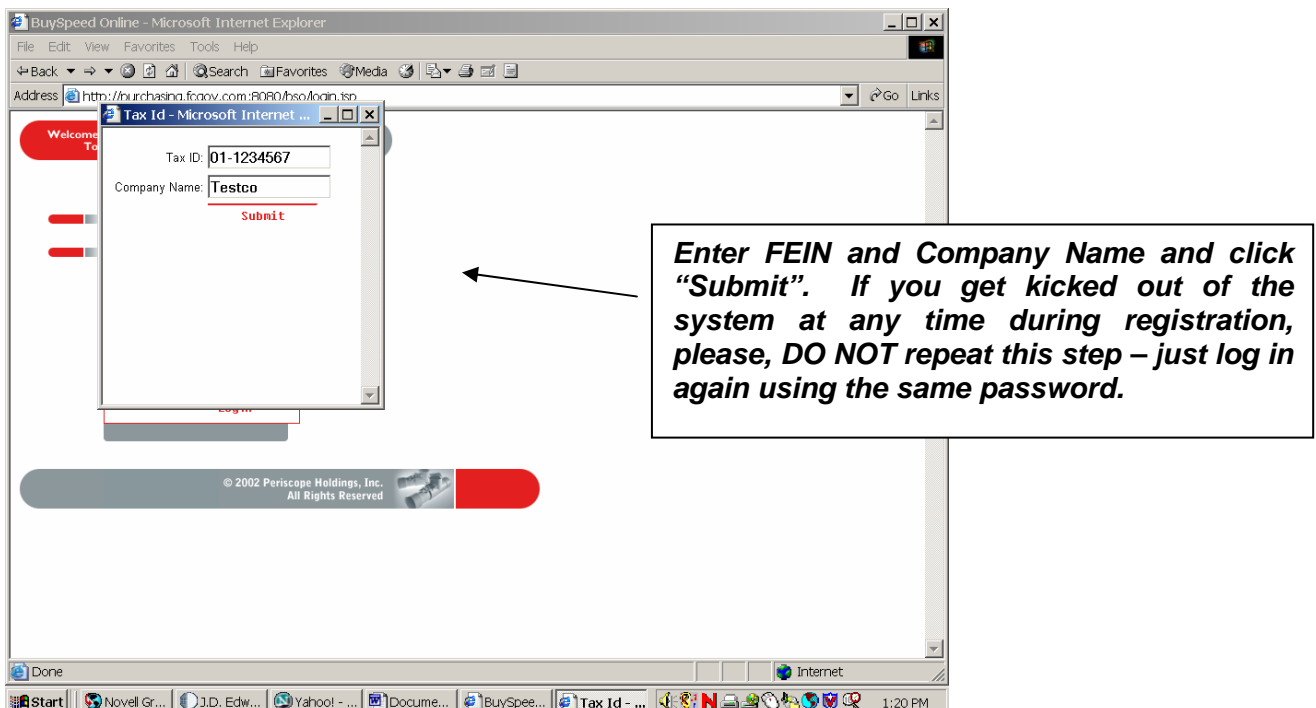 BuySpeed Online - Microsoft Internet Explorer
File Edit View Favorites Tools Help
Back Search Favorites Media
Address http://purchasing.fcgov.com:8080/bso/login.jsp Go Links
Tax Id - Microsoft Internet ...
Welcome
To
Tax ID: 01-1234567
Company Name: Testco
Submit
Enter FEIN and Company Name and click
“Submit”. If you get kicked out of the
system at any time during registration,
please, DO NOT repeat this step – just log in
again using the same password.
Login
© 2002 Periscope Holdings, Inc.
All Rights Reserved
Done Internet
Start Novell Gr... J.D. Edw... Yahoo! - ... Docume... BuySpee... Tax Id - ... N 1:20 PM